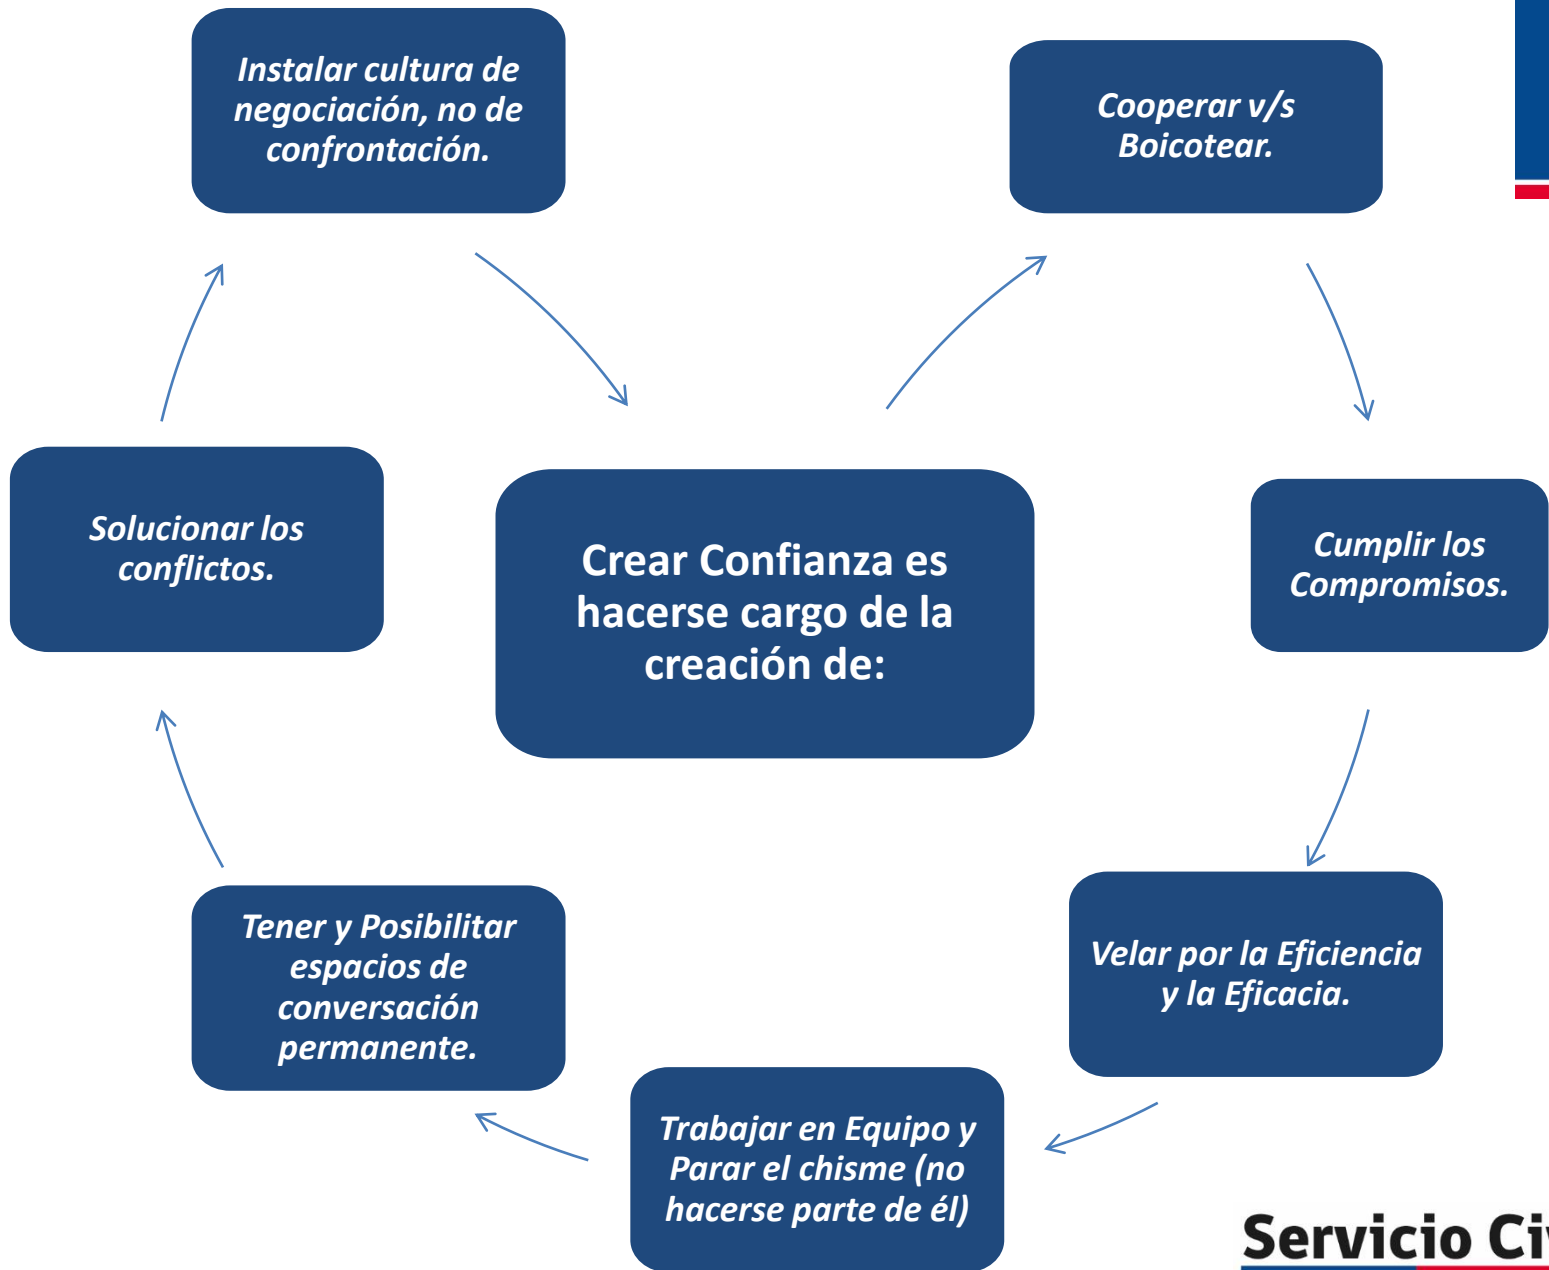 Instalar cultura de
negociación, no de
confrontación.
Cooperar v/s
Boicotear.
Solucionar los
conflictos.
Crear Confianza es
hacerse cargo de la
creación de:
Cumplir los
Compromisos.
Tener y Posibilitar
espacios de
conversación
permanente.
Velar por la Eficiencia
y la Eficacia.
Trabajar en Equipo y
Parar el chisme (no
hacerse parte de él)
Servicio